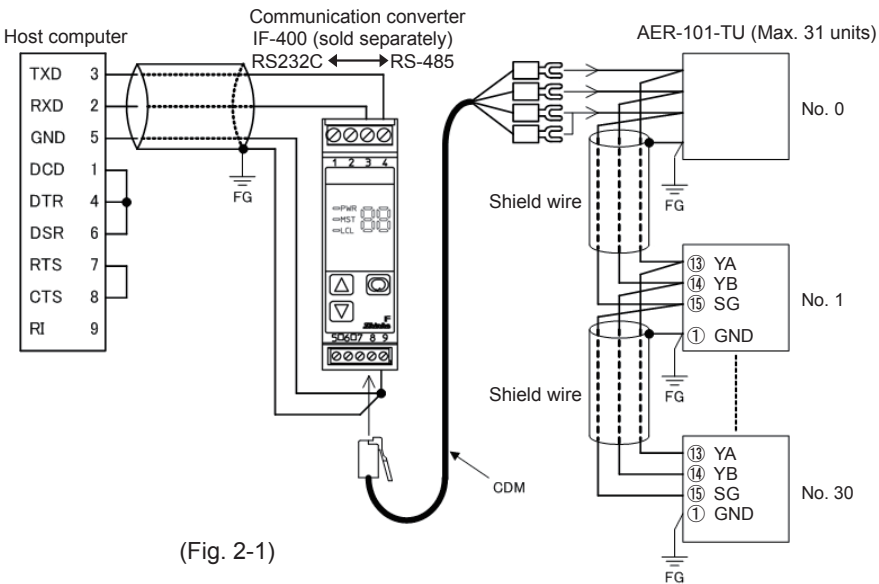 Communication converter
Host computer
IF-400 (sold separately)
AER-101-TU (Max. 31 units)
RS232C RS-485
TXD 3
RXD 2
GND 5
DCD 1
DTR 4
DSR 6
RTS 7
CTS 8
RI 9
FG
1 2 3 4
PWR
MST
LCL
88
F
Shinko
5 6 7 8 9
CDM
No. 0
FG
Shield wire
⑬ YA
⑭ YB
⑮ SG
① GND
No. 1
FG
Shield wire
⑬ YA
⑭ YB
⑮ SG
① GND
No. 30
FG
(Fig. 2-1)